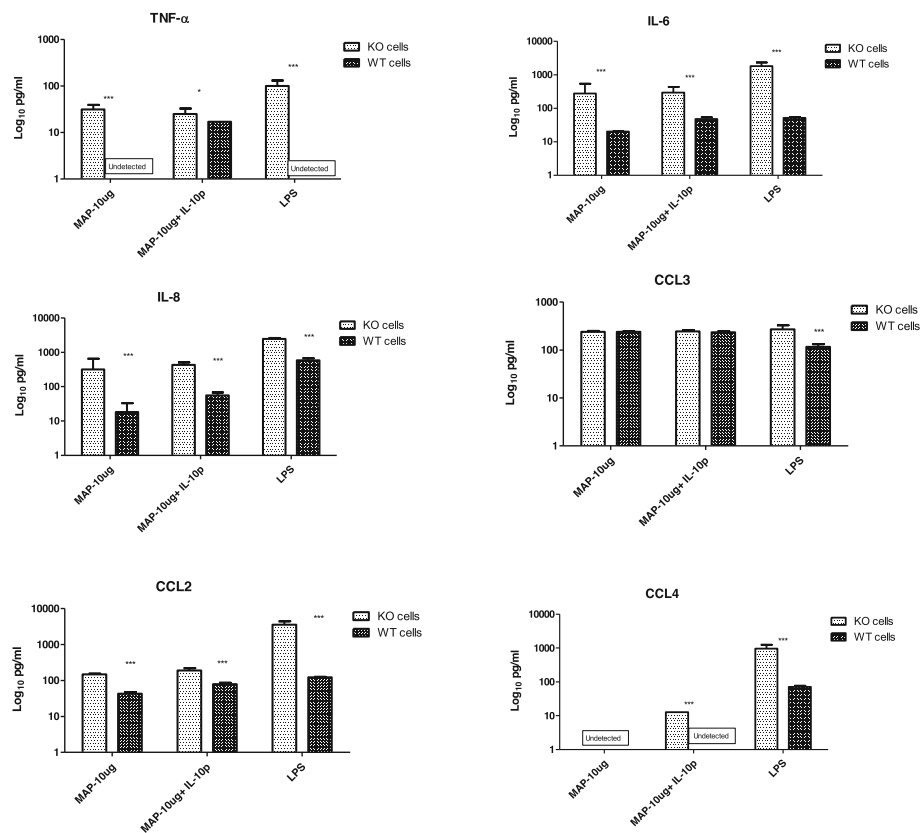 TNF-α
1000
100
10
1
Log10 pg/ml
KO cells
WT cells
***
*
***
Undetected
Undetected
MAP-10ug
MAP-10ug+ IL-10p
LPS
IL-6
10000
1000
100
10
1
Log10 pg/ml
KO cells
WT cells
***
***
***
MAP-10ug
MAP-10ug+ IL-10p
LPS
IL-8
10000
1000
100
10
1
Log10 pg/ml
KO cells
WT cells
***
***
***
MAP-10ug
MAP-10ug+ IL-10p
LPS
CCL3
1000
100
10
1
Log10 pg/ml
KO cells
WT cells
***
MAP-10ug
MAP-10ug+ IL-10p
LPS
CCL2
10000
1000
100
10
1
Log10 pg/ml
KO cells
WT cells
***
***
***
MAP-10ug
MAP-10ug+ IL-10p
LPS
CCL4
10000
1000
100
10
1
Log10 pg/ml
KO cells
WT cells
***
***
Undetected
Undetected
MAP-10ug
MAP-10ug+ IL-10p
LPS